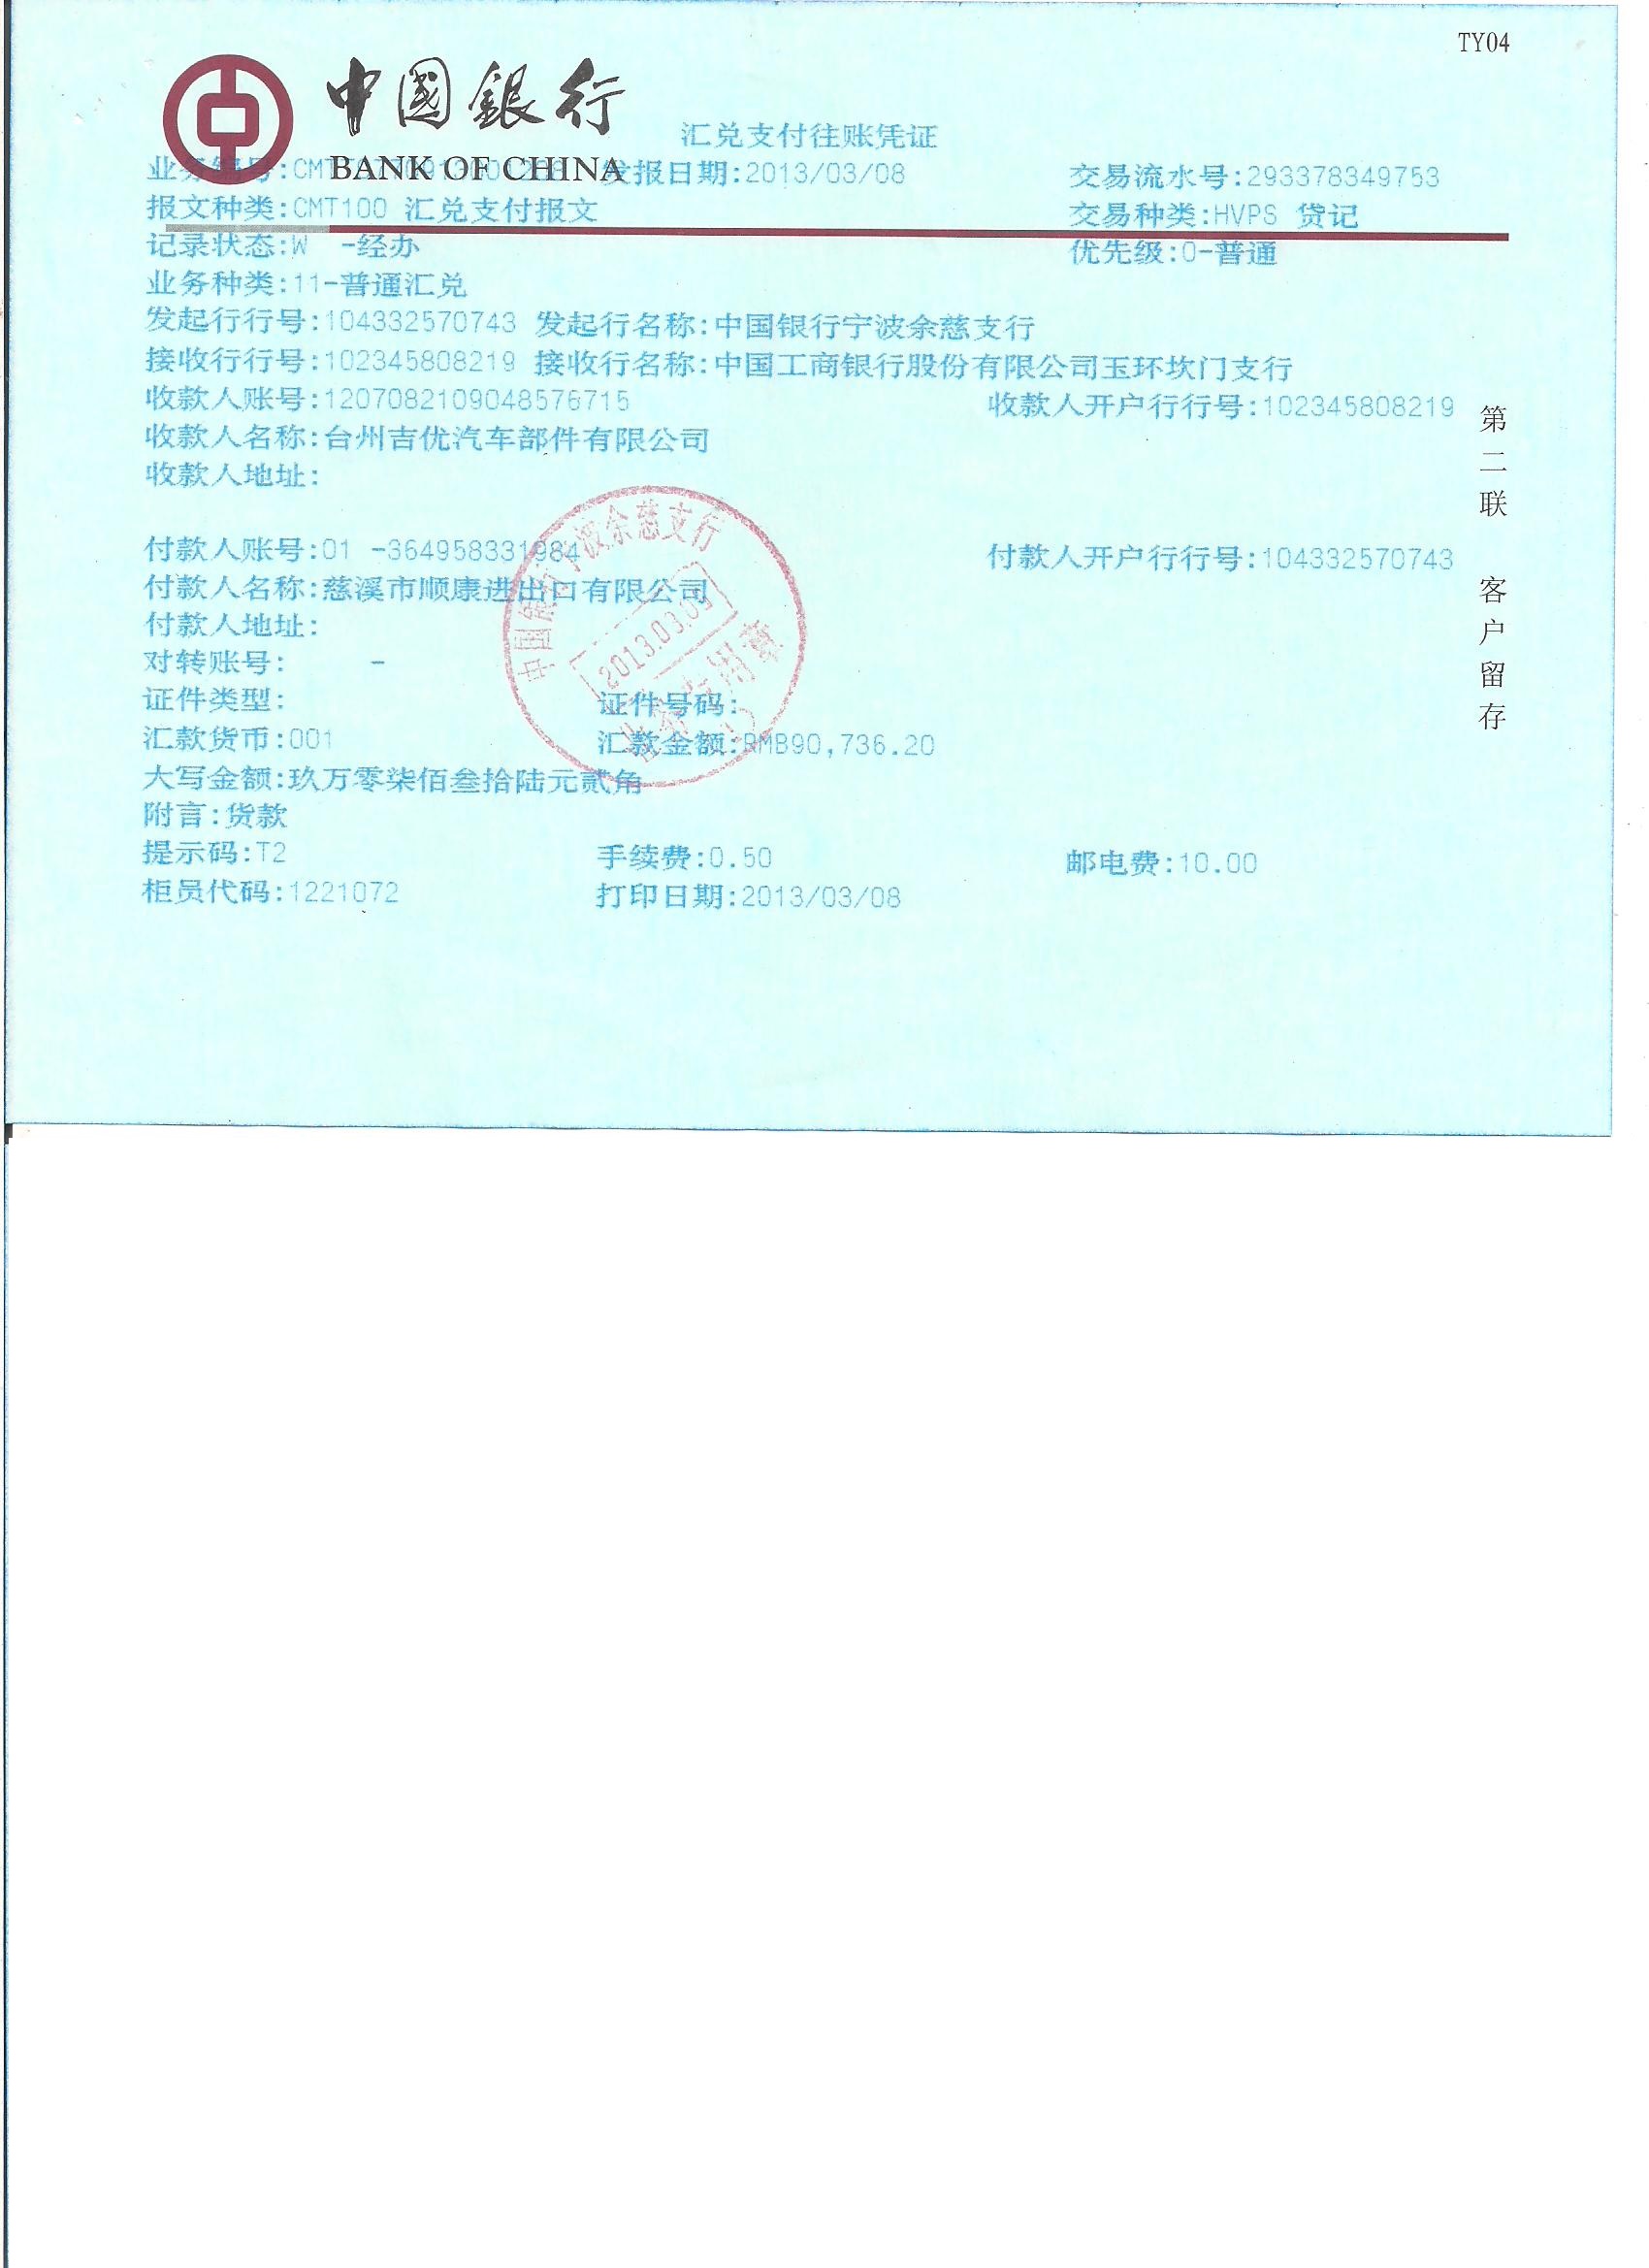 TY04
中國銀行
BANK OF CHINA
汇兑支付往账凭证
业务编号: 发报日期:2013/03/08 交易流水号:293378349753
报文种类:CMT100 汇兑支付报文 交易种类:HVPS 贷记
记录状态:W -经办 优先级:0-普通
业务种类:11-普通汇兑
发起行行号:104332570743 发起行名称:中国银行宁波余慈支行
接收行行号:102345808219 接收行名称:中国工商银行股份有限公司玉环坎门支行
收款人账号:1207082109048576715 收款人开户行行号:102345808219
收款人名称:台州吉优汽车部件有限公司
收款人地址:
付款人账号:01 -364958331984 付款人开户行行号:104332570743
付款人名称:慈溪市顺康进出口有限公司
付款人地址:
对转账号: -
证件类型: 证件号码:
汇款货币:001 汇款金额:RMB90,736.20
大写金额:玖万零柒佰叁拾陆元贰角
附言:货款
提示码:T2 手续费:0.50 邮电费:10.00
柜员代码:1221072 打印日期:2013/03/08
第二联 客户留存
中国银行宁波余慈支行